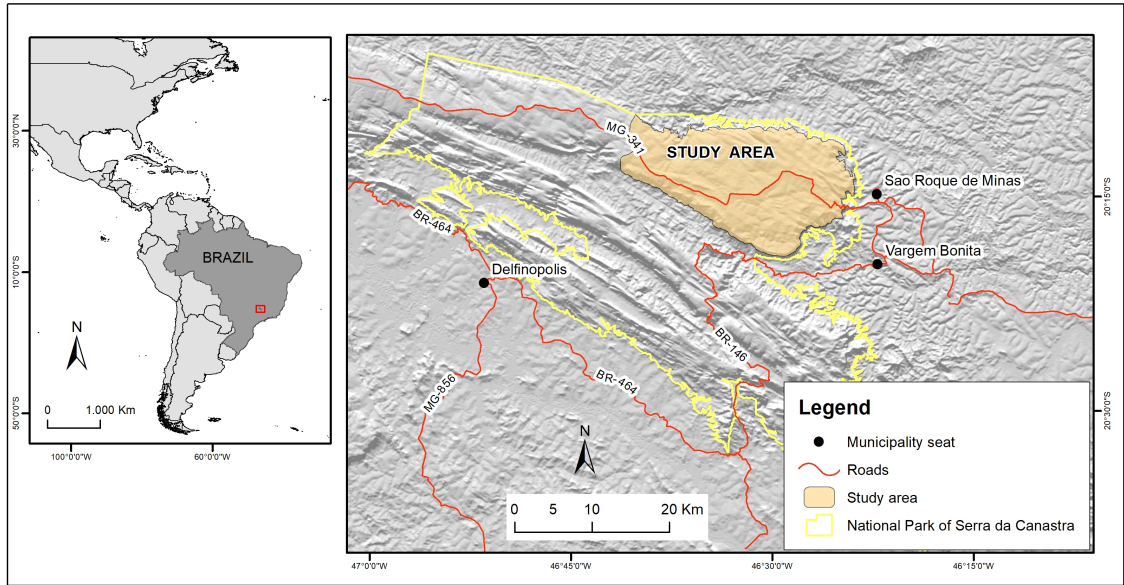 30°0'0"N
10°0'0"S
50°0'0"S
BRAZIL
N
0 1.000 Km
100°0'0"W 60°0'0"W
MG-341
STUDY AREA
Sao Roque de Minas
Vargem Bonita
BR-464
Delfinopolis
BR-146
MG-856
BR-464
N
0 5 10 20 Km
20°15'0"S
20°30'0"S
47°0'0"W 46°45'0"W 46°30'0"W 46°15'0"W
Legend
Municipality seat
Roads
Study area
National Park of Serra da Canastra